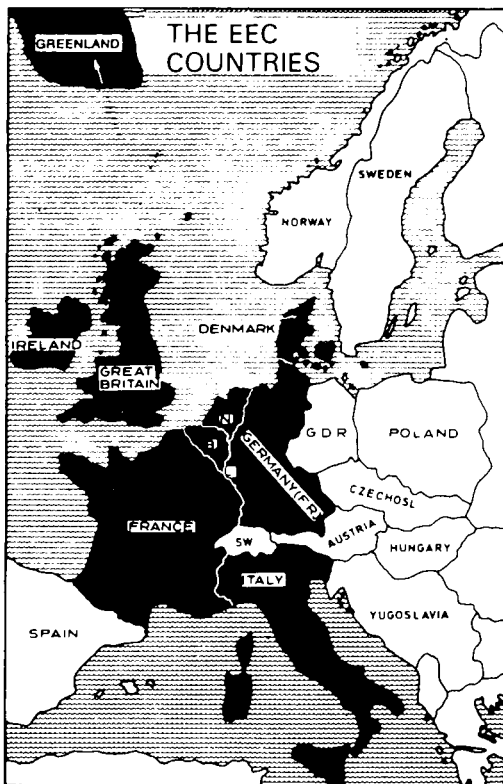 THE EEC
COUNTRIES
GREENLAND
SWEDEN
NORWAY
DENMARK
IRELAND
GREAT
BRITAIN
N
B
L
GDR
POLAND
GERMANY(F.R)
CZECHOSL
FRANCE
SW
AUSTRIA
HUNGARY
ITALY
YUGOSLAVIA
SPAIN